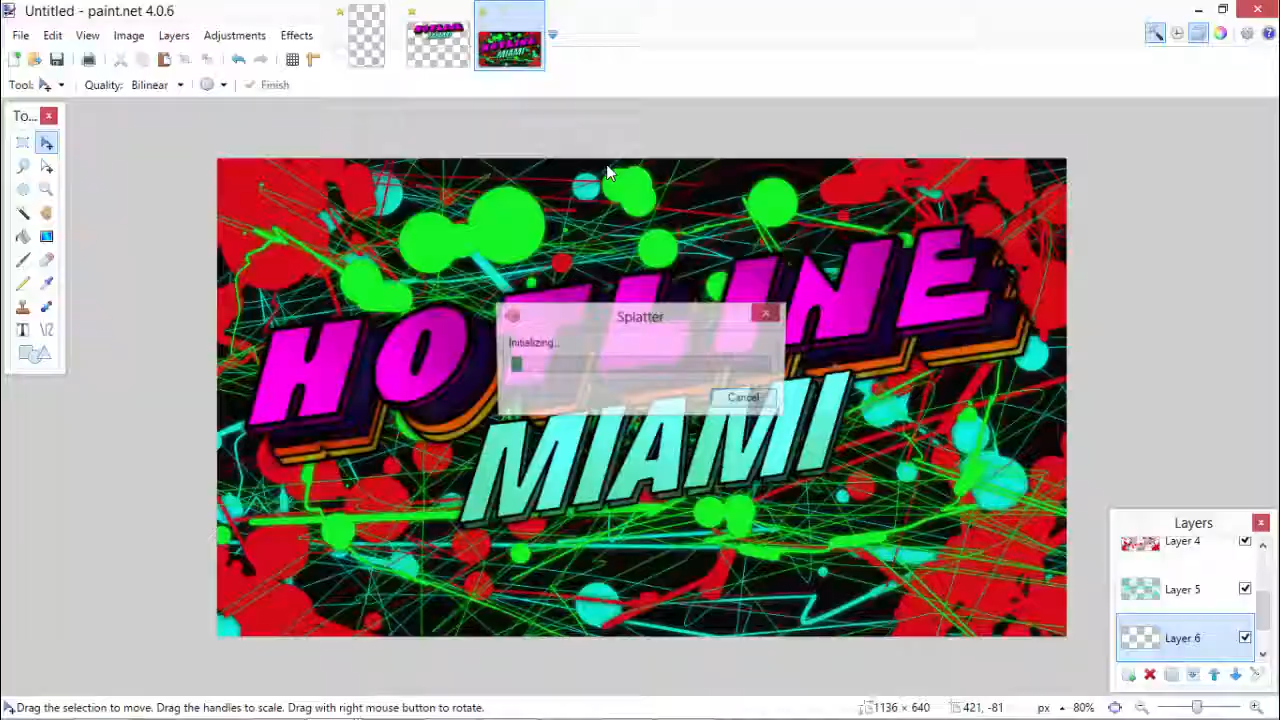 Untitled - paint.net 4.0.6
File Edit View Image Layers Adjustments Effects
Tool: Quality: Bilinear Finish
To...
HOTLINE
MIAMI
Splatter
Initializing...
Cancel
Layers
Layer 4
Layer 5
Layer 6
Drag the selection to move. Drag the handles to scale. Drag with right mouse button to rotate.
1136 × 640 421, -81 px 80%